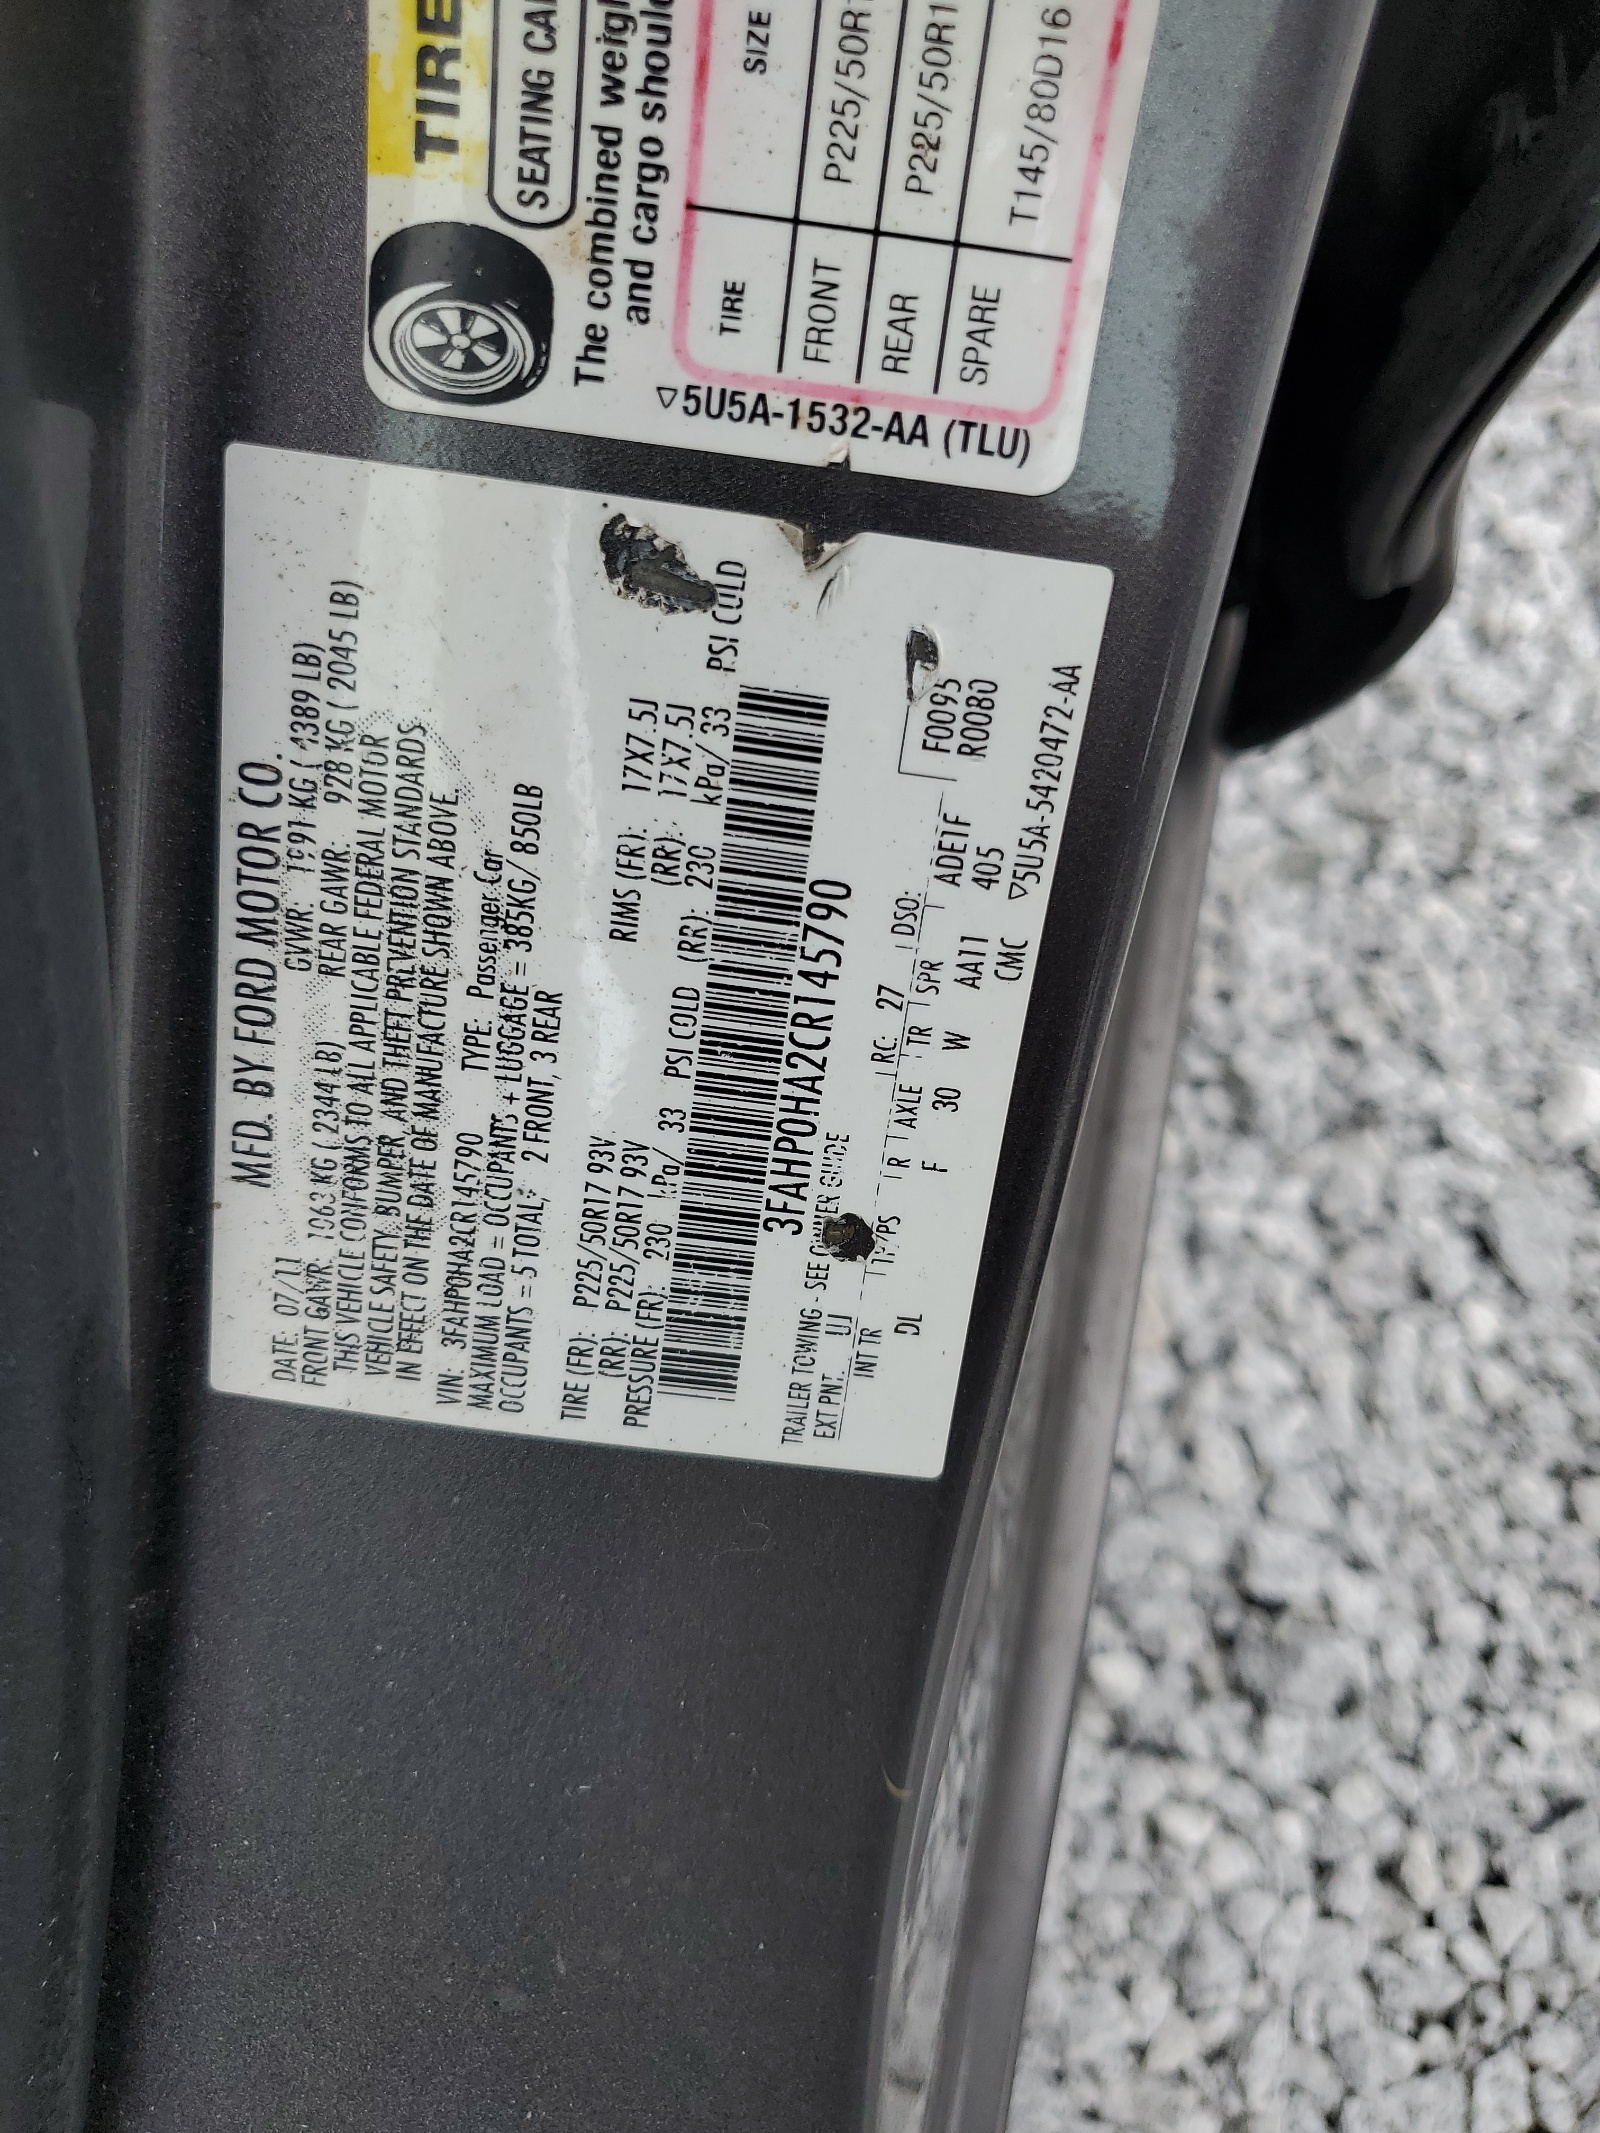 MFD. BY FORD MOTOR CO.
DATE: 07/11 GVWR: 1991 KG ( 4389 LB)
FRONT GAWR: 1063 KG ( 2344 LB) REAR GAWR: 928 KG ( 2045 LB)
THIS VEHICLE CONFORMS TO ALL APPLICABLE FEDERAL MOTOR
VEHICLE SAFETY, BUMPER, AND THEFT PREVENTION STANDARDS
IN EFFECT ON THE DATE OF MANUFACTURE SHOWN ABOVE.
VIN: 3FAHP0HA2CR145790 TYPE: Passenger Car
MAXIMUM LOAD = OCCUPANTS + LUGGAGE = 385KG/ 850LB
OCCUPANTS = 5 TOTAL, 2 FRONT, 3 REAR
TIRE (FR): P225/50R17 93V RIMS (FR): 17X7.5J
(RR): P225/50R17 93V (RR): 17X7.5J
PRESSURE (FR): 230 kPa/ 33 PSI COLD (RR): 230 kPa/ 33 PSI COLD
3FAHP0HA2CR145790
TRAILER TOWING - SEE OWNER GUIDE
EXT PNT: UJ RC: 27 DSO:
INT TR TP/PS R AXLE TR SPR F0095
DL F 30 W AA11 ADE1F R0080
CMC 405
▽5U5A-5420472-AA
TIRE
SEATING CA
The combined weigh
and cargo should
TIRE SIZE
FRONT P225/50R1
REAR P225/50R1
SPARE T145/80D16
▽5U5A-1532-AA (TLU)